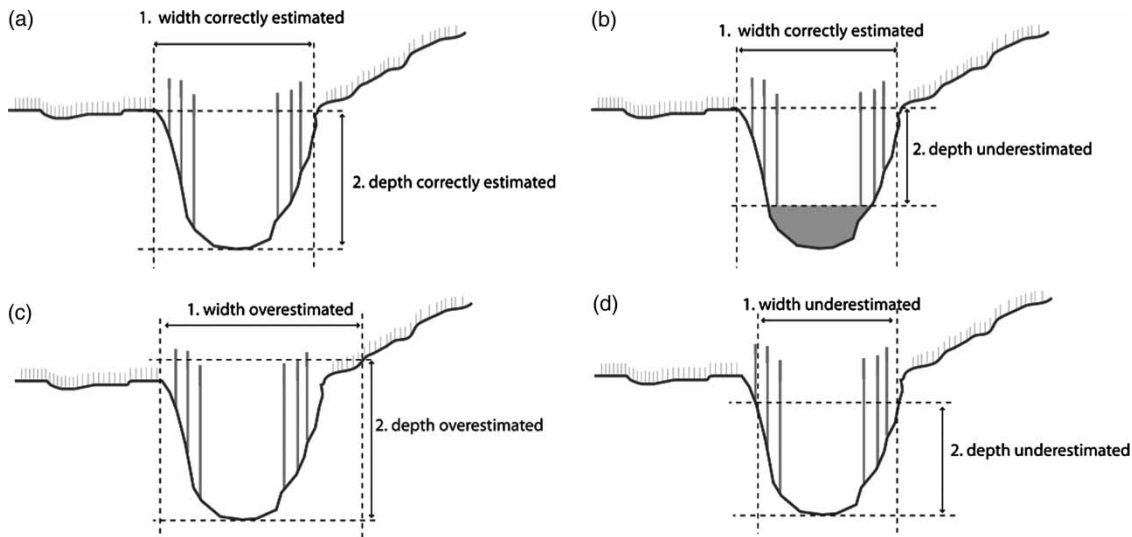 (a)
1. width correctly estimated
2. depth correctly estimated
(b)
1. width correctly estimated
2. depth underestimated
(c)
1. width overestimated
2. depth overestimated
(d)
1. width underestimated
2. depth underestimated